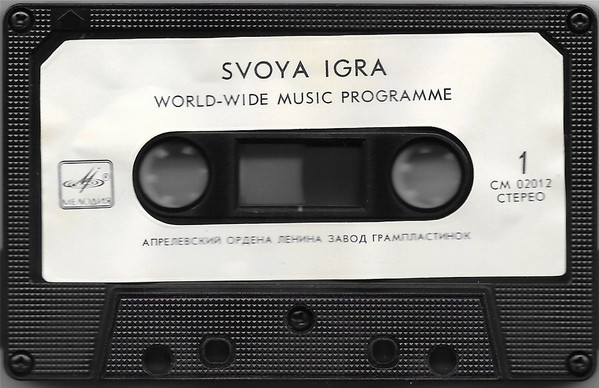 SVOYA IGRA
WORLD-WIDE MUSIC PROGRAMME
МЕЛОДИЯ
1
СМ 02012
СТЕРЕО
АПРЕЛЕВСКИЙ ОРДЕНА ЛЕНИНА ЗАВОД ГРАМПЛАСТИНОК